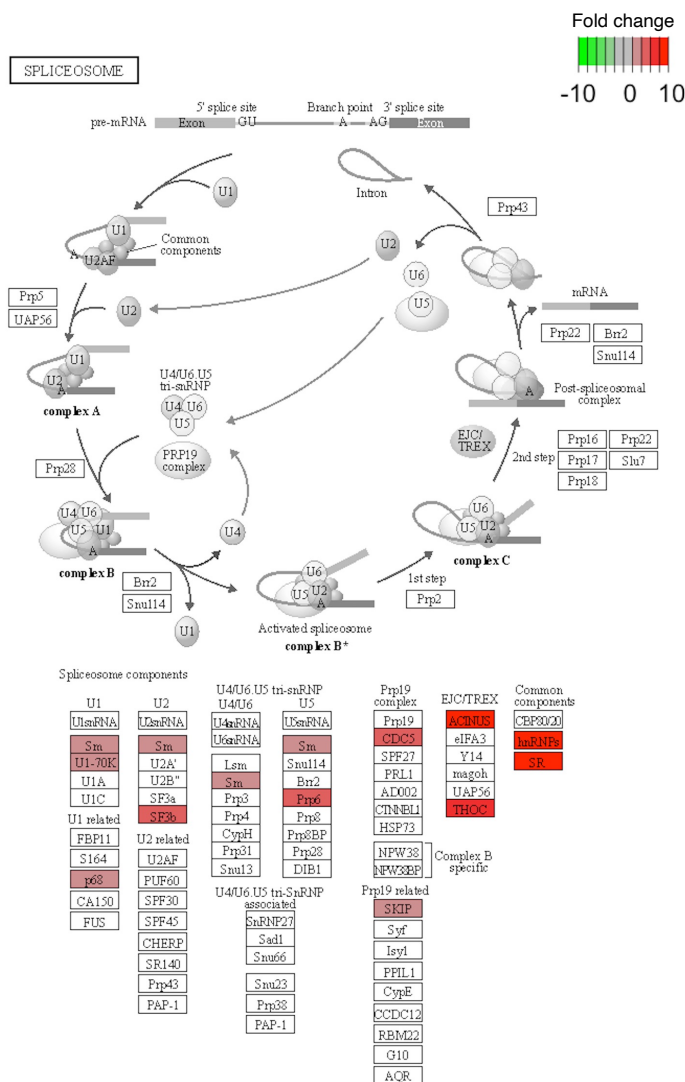 Fold change
-10 0 10
SPLICEOSOME
5' splice site Branch point 3' splice site
pre-mRNA Exon GU A AG Exon
U1
Intron
Prp43
U1
A U2AF
Common
components
U2
U6
U5
mRNA
Prp5
UAP56
U2
Prp22 Brr2
Snu114
U1
U2
A
complex A
U4/U6.U5
tri-snRNP
U4 U6
U5
PRP19
complex
A
Post-spliceosomal
complex
EJC/
TREX
2nd step
Prp16 Prp22
Prp17 Slu7
Prp18
Prp28
U4 U6
U5 U1
A
complex B
U4
U6
U5 U2
A
complex C
Brr2
Snu114
U1
U6
U5 U2
A
Activated spliceosome
complex B*
1st step
Prp2
Spliceosome components
U1
U1snRNA
Sm
U1-70K
U1A
U1C
U1 related
FBP11
S164
p68
CA150
FUS
U2
U2snRNA
Sm
U2A'
U2B"
SF3a
SF3b
U2 related
U2AF
PUF60
SPF30
SPF45
CHERP
SR140
Prp43
PAP-1
U4/U6.U5 tri-snRNP
U4/U6
U4snRNA
U6snRNA
Lsm
Sm
Prp3
Prp4
CypH
Prp31
Snu13
U5
U5snRNA
Sm
Snu114
Brr2
Prp6
Prp8
Prp8BP
Prp28
DIB1
U4/U6.U5 tri-SnRNP
associated
SnRNP27
Sad1
Snu66
Snu23
Prp38
PAP-1
Prp19
complex
Prp19
CDC5
SPF27
PRL1
AD002
CTNNBL1
HSP73
NPW38
NPW38BP
Complex B
specific
Prp19 related
SKIP
Syf
Isy1
PPIL1
CypE
CCDC12
RBM22
G10
AQR
EJC/TREX
ACINUS
eIFA3
Y14
magoh
UAP56
THOC
Common
components
CBP80/20
hnRNPs
SR